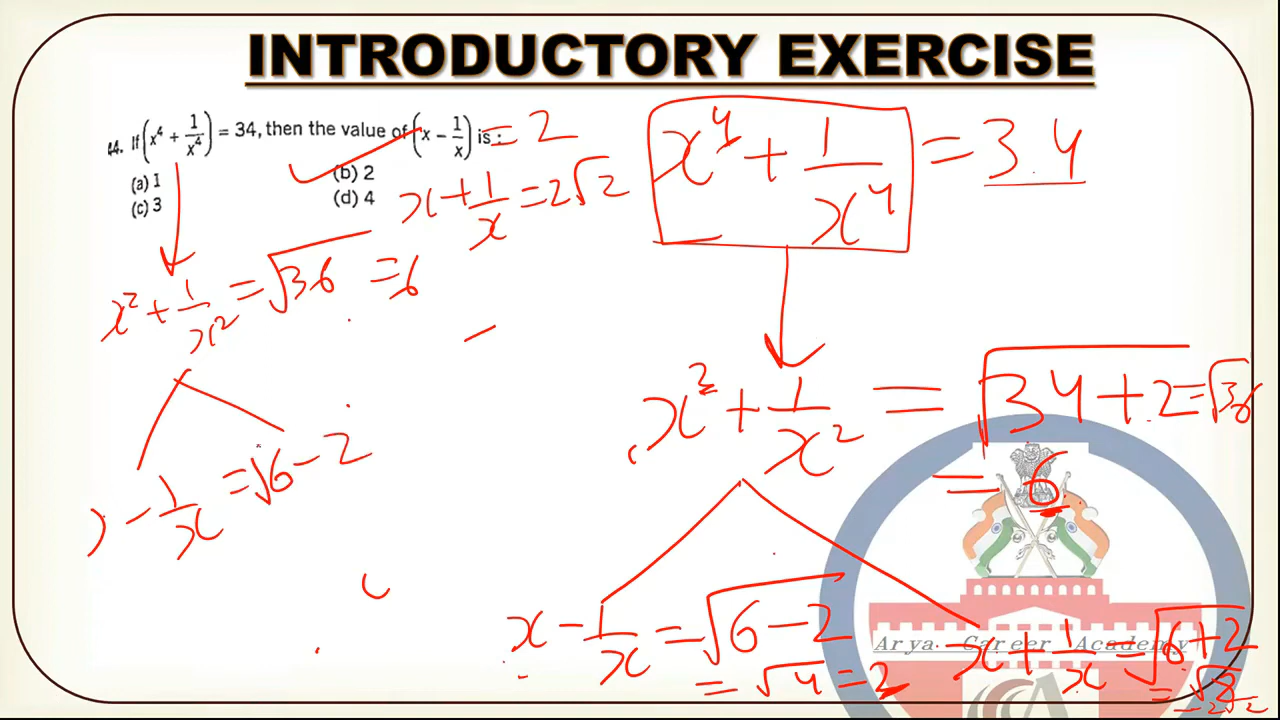 INTRODUCTORY EXERCISE
44. If (x⁴ + 1/x⁴) = 34, then the value of (x − 1/x) is : = 2
(a) 1
(b) 2
(c) 3
(d) 4
x + 1/x = 2√2
x² + 1/x² = √36 = 6
x − 1/x = √6 − 2
x⁴ + 1/x⁴ = 34
x² + 1/x² = √34 + 2 = √36
= 6
x − 1/x = √6 − 2
= √4 = 2
x + 1/x = √6 + 2
= √8
= 2√2
Arya Career Academy